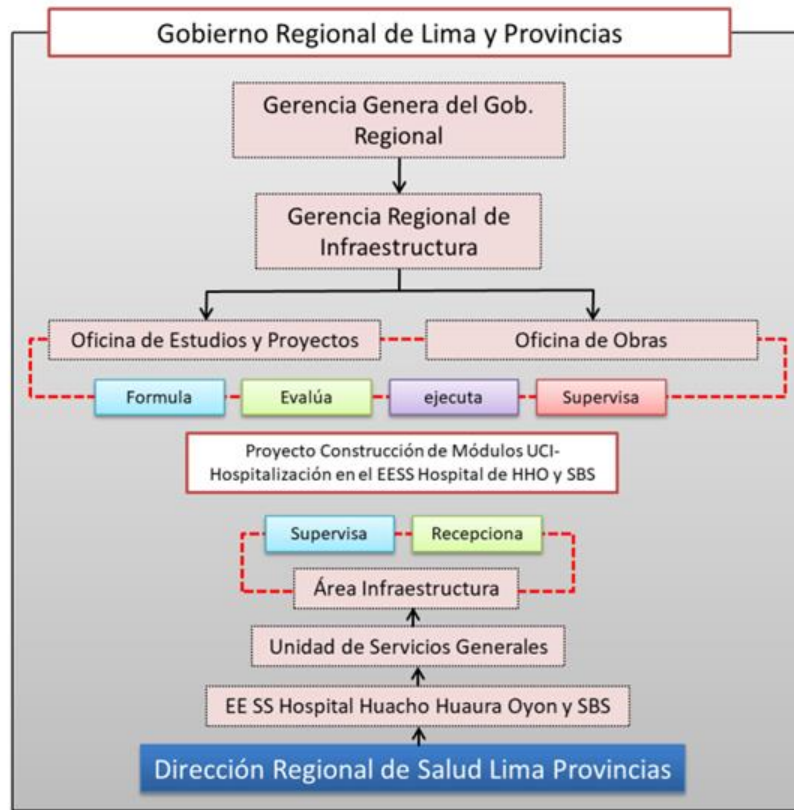 Gobierno Regional de Lima y Provincias
Gerencia Genera del Gob.
Regional
Gerencia Regional de
Infraestructura
Oficina de Estudios y Proyectos
Oficina de Obras
Formula
Evalúa
ejecuta
Supervisa
Proyecto Construcción de Módulos UCI-
Hospitalización en el EESS Hospital de HHO y SBS
Supervisa
Recepciona
Área Infraestructura
Unidad de Servicios Generales
EE SS Hospital Huacho Huaura Oyon y SBS
Dirección Regional de Salud Lima Provincias